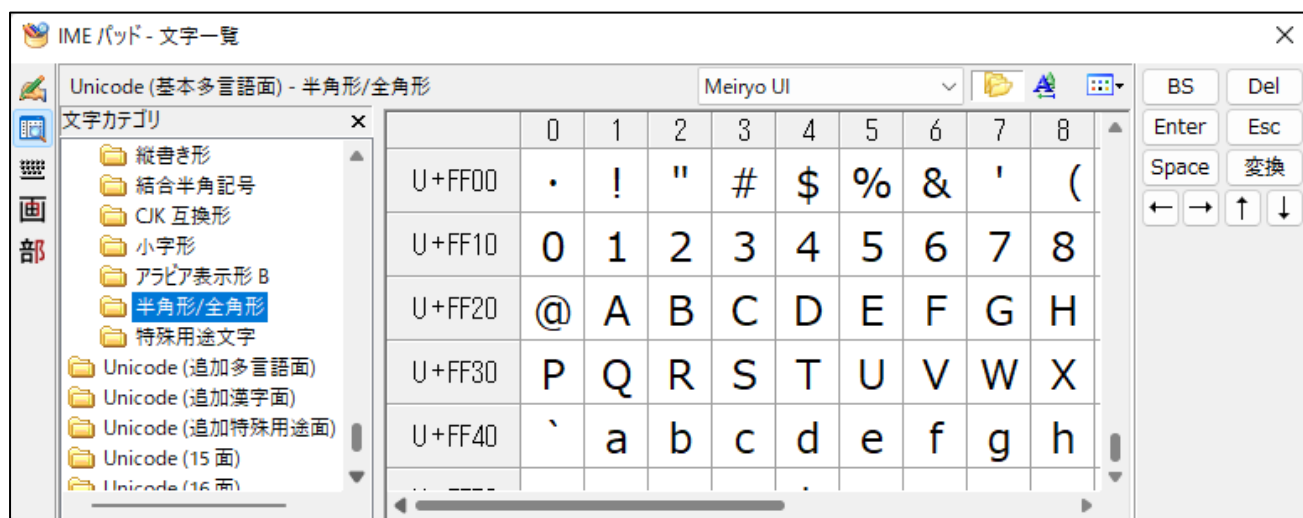 IME パッド - 文字一覧
Unicode (基本多言語面) - 半角形/全角形
Meiryo UI
文字カテゴリ
縦書き形
結合半角記号
CJK 互換形
小字形
アラビア表示形 B
半角形/全角形
特殊用途文字
Unicode (追加多言語面)
Unicode (追加漢字面)
Unicode (追加特殊用途面)
Unicode (15 面)
Unicode (16 面)
画
部
0 1 2 3 4 5 6 7 8
U+FF00 · ! " # $ % & ' (
U+FF10 0 1 2 3 4 5 6 7 8
U+FF20 @ A B C D E F G H
U+FF30 P Q R S T U V W X
U+FF40 ` a b c d e f g h
BS Del
Enter Esc
Space 変換
← → ↑ ↓